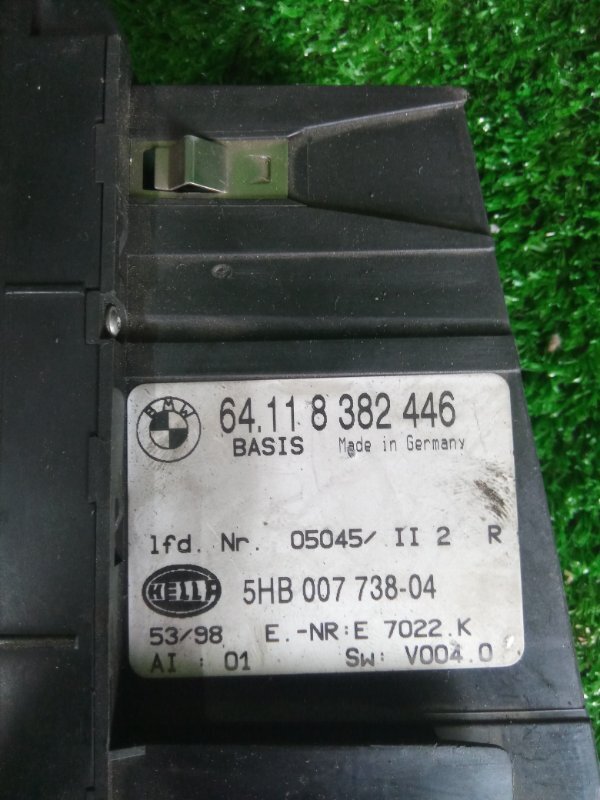 BMW 64.11 8 382 446
BASIS Made in Germany
lfd. Nr. 05045/ II 2 R
HELLA 5HB 007 738-04
53/98 E.-NR:E 7022.K
AI : 01 SW: V004.0